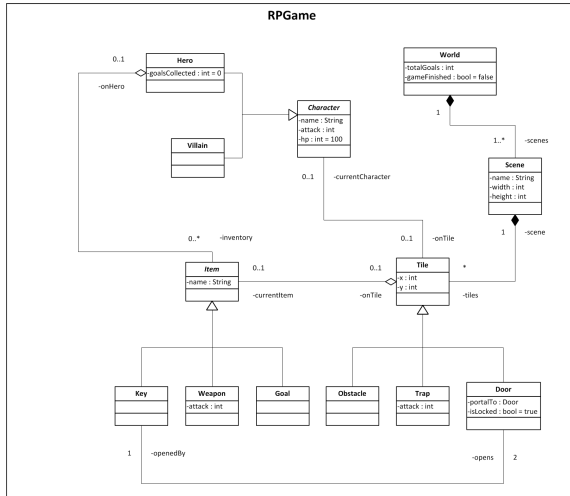 RPGame
Hero
-goalsCollected : int = 0
0..1
-onHero
World
-totalGoals : int
-gameFinished : bool = false
Character
-name : String
-attack : int
-hp : int = 100
Villain
1
1..*
-scenes
Scene
-name : String
-width : int
-height : int
0..1
-currentCharacter
0..*
-inventory
0..1
-onTile
1
-scene
Item
-name : String
0..1
-currentItem
0..1
-onTile
Tile
-x : int
-y : int
*
-tiles
Key
Weapon
-attack : int
Goal
Obstacle
Trap
-attack : int
Door
-portalTo : Door
-isLocked : bool = true
1
-openedBy
-opens
2